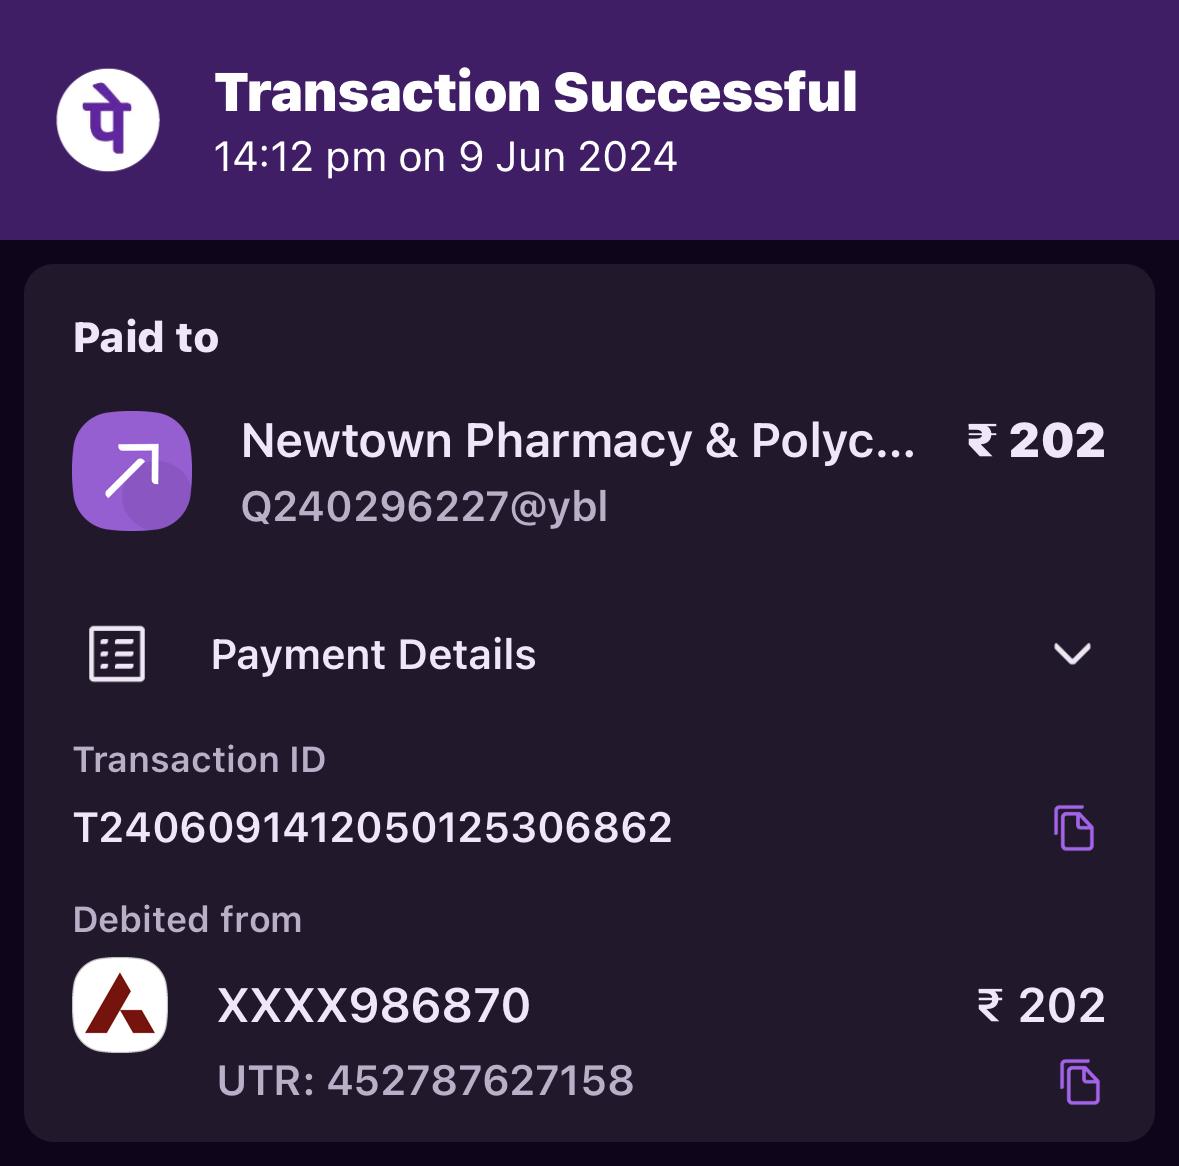 पे
Transaction Successful
14:12 pm on 9 Jun 2024
Paid to
Newtown Pharmacy & Polyc... ₹ 202
Q240296227@ybl
Payment Details
Transaction ID
T2406091412050125306862
Debited from
XXXX986870 ₹ 202
UTR: 452787627158